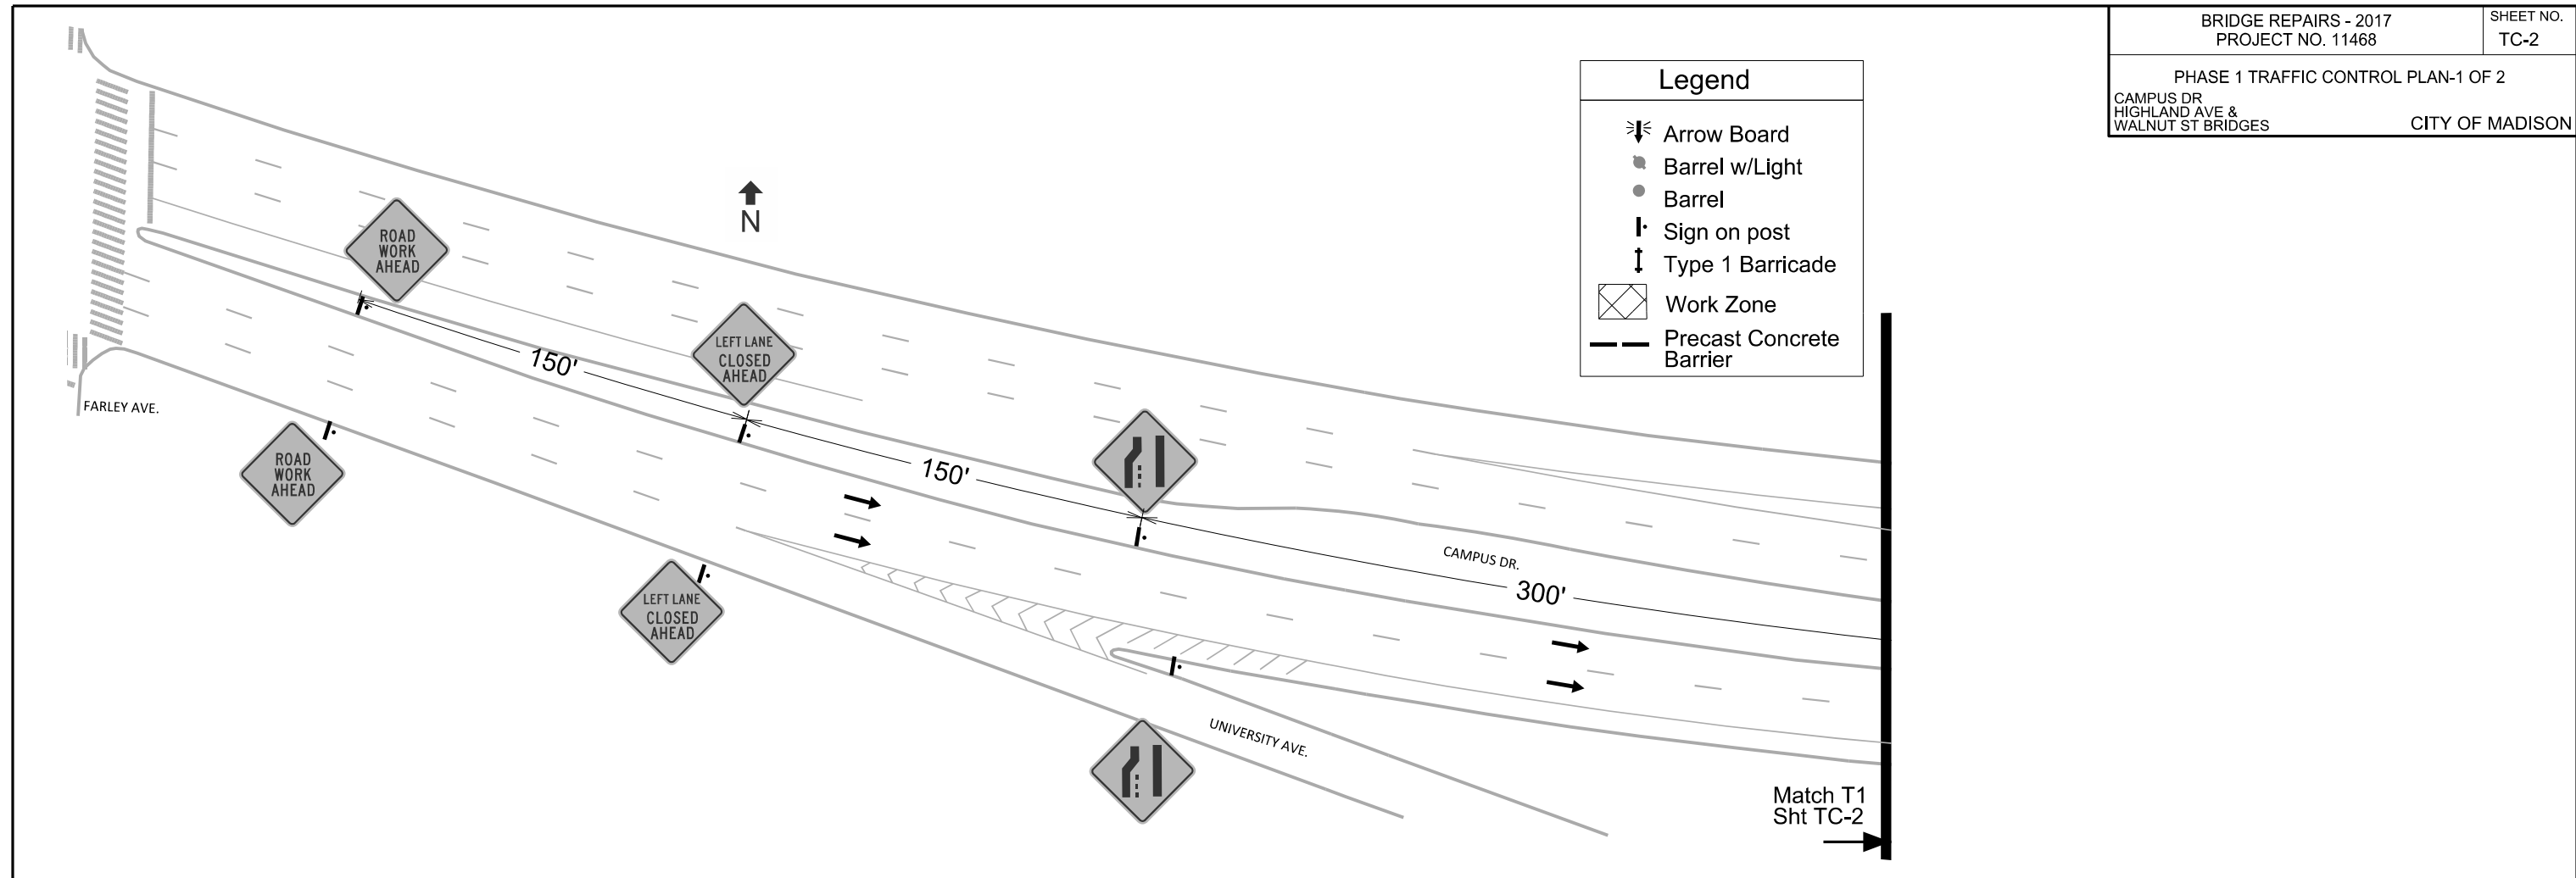 BRIDGE REPAIRS - 2017
PROJECT NO. 11468
SHEET NO.
TC-2
PHASE 1 TRAFFIC CONTROL PLAN-1 OF 2
CAMPUS DR
HIGHLAND AVE &
WALNUT ST BRIDGES
CITY OF MADISON
Legend
Arrow Board
Barrel w/Light
Barrel
Sign on post
Type 1 Barricade
Work Zone
Precast Concrete
Barrier
N
ROAD
WORK
AHEAD
150'
LEFT LANE
CLOSED
AHEAD
FARLEY AVE.
ROAD
WORK
AHEAD
150'
CAMPUS DR.
300'
LEFT LANE
CLOSED
AHEAD
UNIVERSITY AVE.
Match T1
Sht TC-2